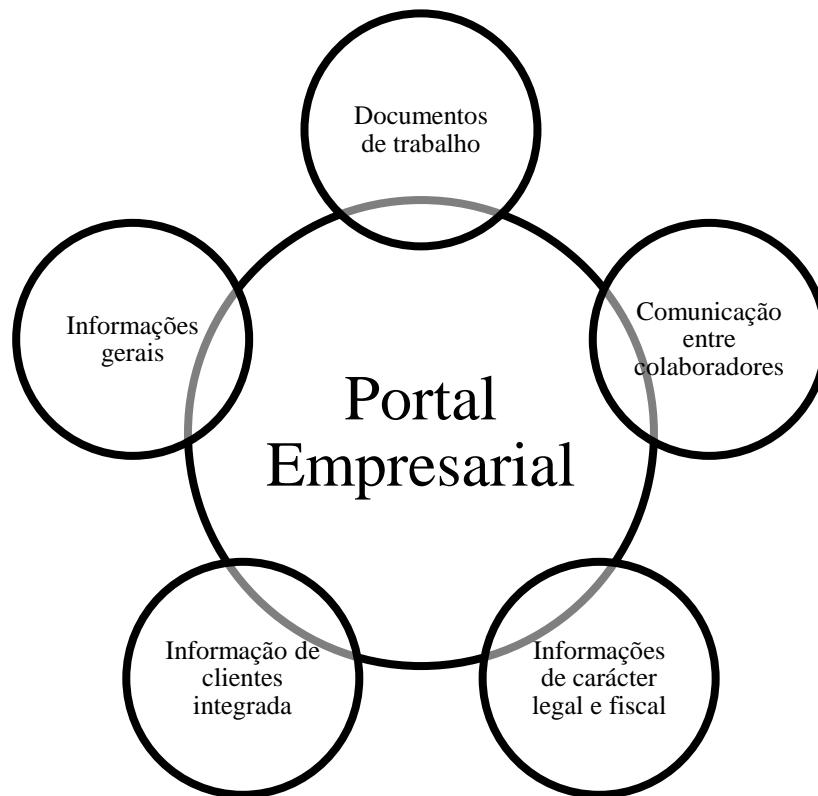 Documentos
de trabalho
Comunicação
entre
colaboradores
Informações
de carácter
legal e fiscal
Informação de
clientes
integrada
Informações
gerais
Portal
Empresarial